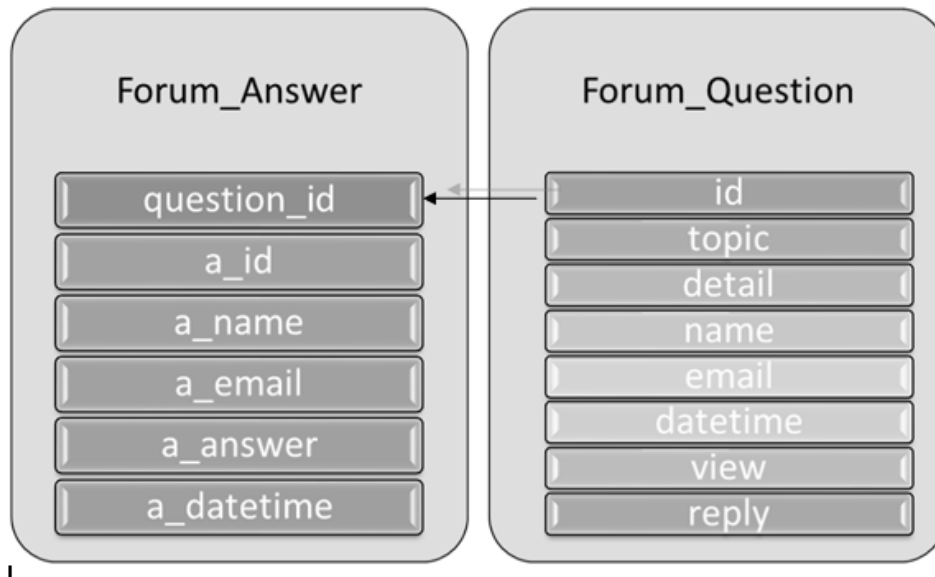 Forum_Answer
question_id
a_id
a_name
a_email
a_answer
a_datetime
Forum_Question
id
topic
detail
name
email
datetime
view
reply